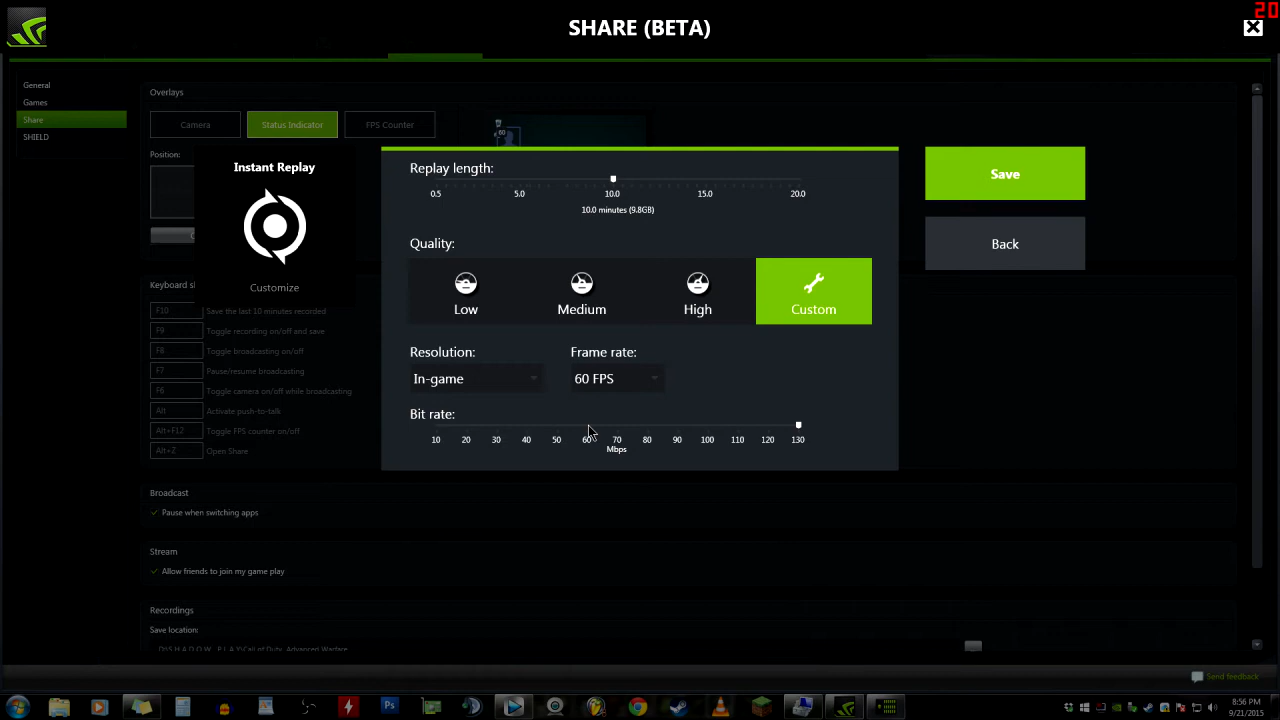 20
SHARE (BETA)
General
Games
Share
SHIELD
Overlays
Camera
Status Indicator
FPS Counter
60
Position:
Instant Replay
Customize
Replay length:
0.5 5.0 10.0 15.0 20.0
10.0 minutes (9.8GB)
Quality:
Low Medium High Custom
Resolution: Frame rate:
In-game 60 FPS
Bit rate:
10 20 30 40 50 60 70 80 90 100 110 120 130
Mbps
Save
Back
Keyboard s
F10 Save the last 10 minutes recorded
F9 Toggle recording on/off and save
F8 Toggle broadcasting on/off
F7 Pause/resume broadcasting
F6 Toggle camera on/off while broadcasting
Alt Activate push-to-talk
Alt+F12 Toggle FPS counter on/off
Alt+Z Open Share
Broadcast
Pause when switching apps
Stream
Allow friends to join my game play
Recordings
Save location:
Send feedback
Ps
8:56 PM
9/21/2015